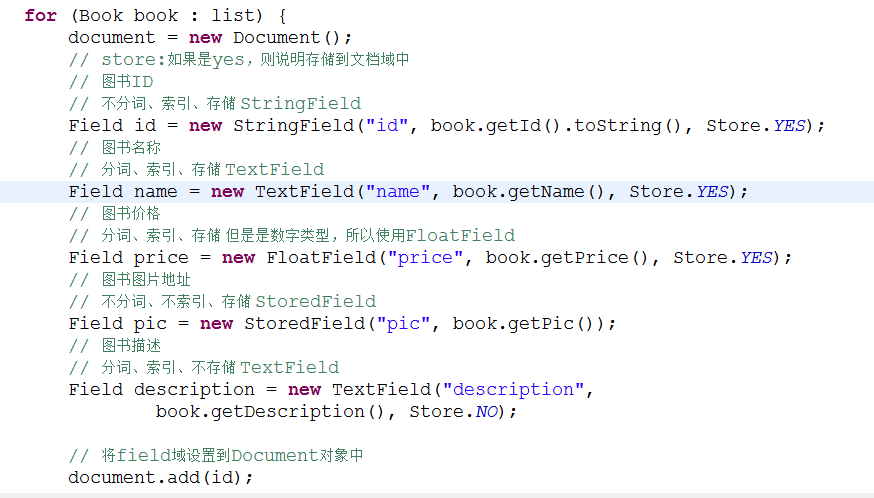 for (Book book : list) {
document = new Document();
// store:如果是yes，则说明存储到文档域中
// 图书ID
// 不分词、索引、存储 StringField
Field id = new StringField("id", book.getId().toString(), Store.YES);
// 图书名称
// 分词、索引、存储 TextField
Field name = new TextField("name", book.getName(), Store.YES);
// 图书价格
// 分词、索引、存储 但是是数字类型，所以使用FloatField
Field price = new FloatField("price", book.getPrice(), Store.YES);
// 图书图片地址
// 不分词、不索引、存储 StoredField
Field pic = new StoredField("pic", book.getPic());
// 图书描述
// 分词、索引、不存储 TextField
Field description = new TextField("description",
book.getDescription(), Store.NO);
// 将field域设置到Document对象中
document.add(id);